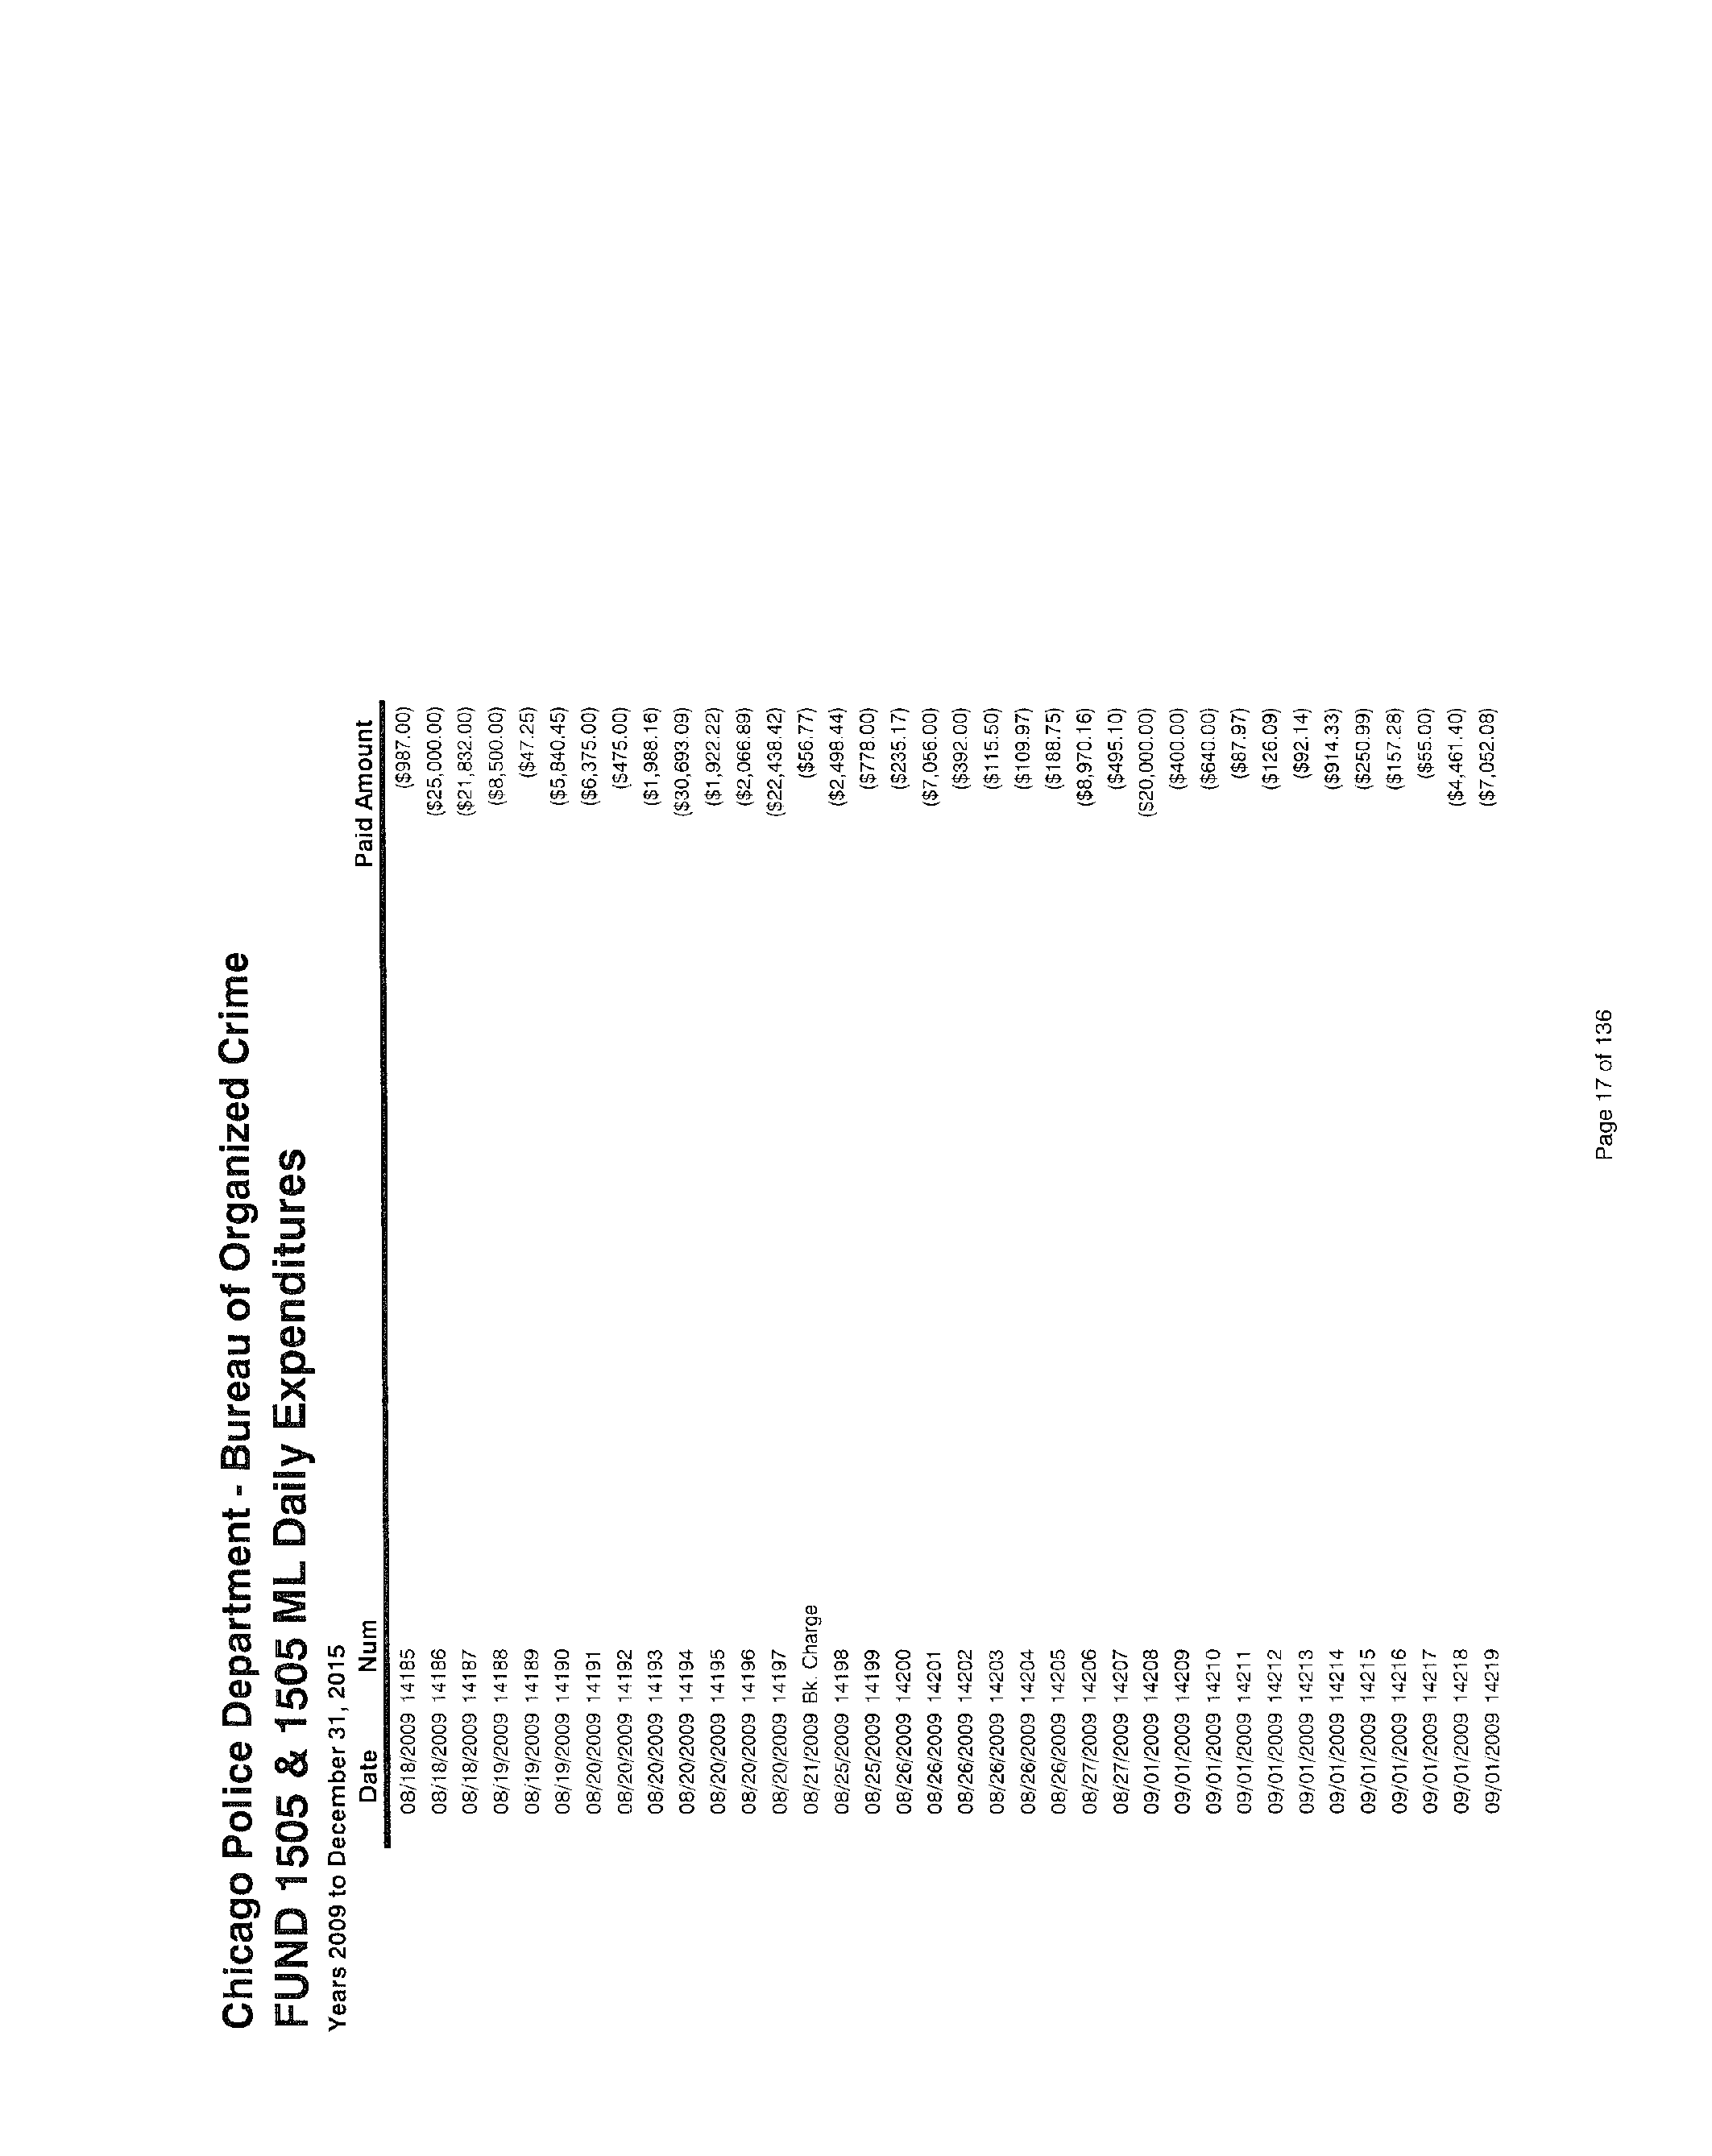 Chicago Police Department - Bureau of Organized Crime
FUND 1505 & 1505 ML Daily Expenditures
Years 2009 to December 31, 2015
Date Num Paid Amount
08/18/2009 14185 ($987.00)
08/18/2009 14186 ($25,000.00)
08/18/2009 14187 ($21,832.00)
08/19/2009 14188 ($8,500.00)
08/19/2009 14189 ($47.25)
08/19/2009 14190 ($5,840.45)
08/20/2009 14191 ($6,375.00)
08/20/2009 14192 ($475.00)
08/20/2009 14193 ($1,988.16)
08/20/2009 14194 ($30,693.09)
08/20/2009 14195 ($1,922.22)
08/20/2009 14196 ($2,066.89)
08/20/2009 14197 ($22,438.42)
08/21/2009 Bk. Charge ($56.77)
08/25/2009 14198 ($2,498.44)
08/25/2009 14199 ($778.00)
08/26/2009 14200 ($235.17)
08/26/2009 14201 ($7,056.00)
08/26/2009 14202 ($392.00)
08/26/2009 14203 ($115.50)
08/26/2009 14204 ($109.97)
08/26/2009 14205 ($188.75)
08/27/2009 14206 ($8,970.16)
08/27/2009 14207 ($495.10)
09/01/2009 14208 ($20,000.00)
09/01/2009 14209 ($400.00)
09/01/2009 14210 ($640.00)
09/01/2009 14211 ($87.97)
09/01/2009 14212 ($126.09)
09/01/2009 14213 ($92.14)
09/01/2009 14214 ($914.33)
09/01/2009 14215 ($250.99)
09/01/2009 14216 ($157.28)
09/01/2009 14217 ($55.00)
09/01/2009 14218 ($4,461.40)
09/01/2009 14219 ($7,052.08)
Page 17 of 136